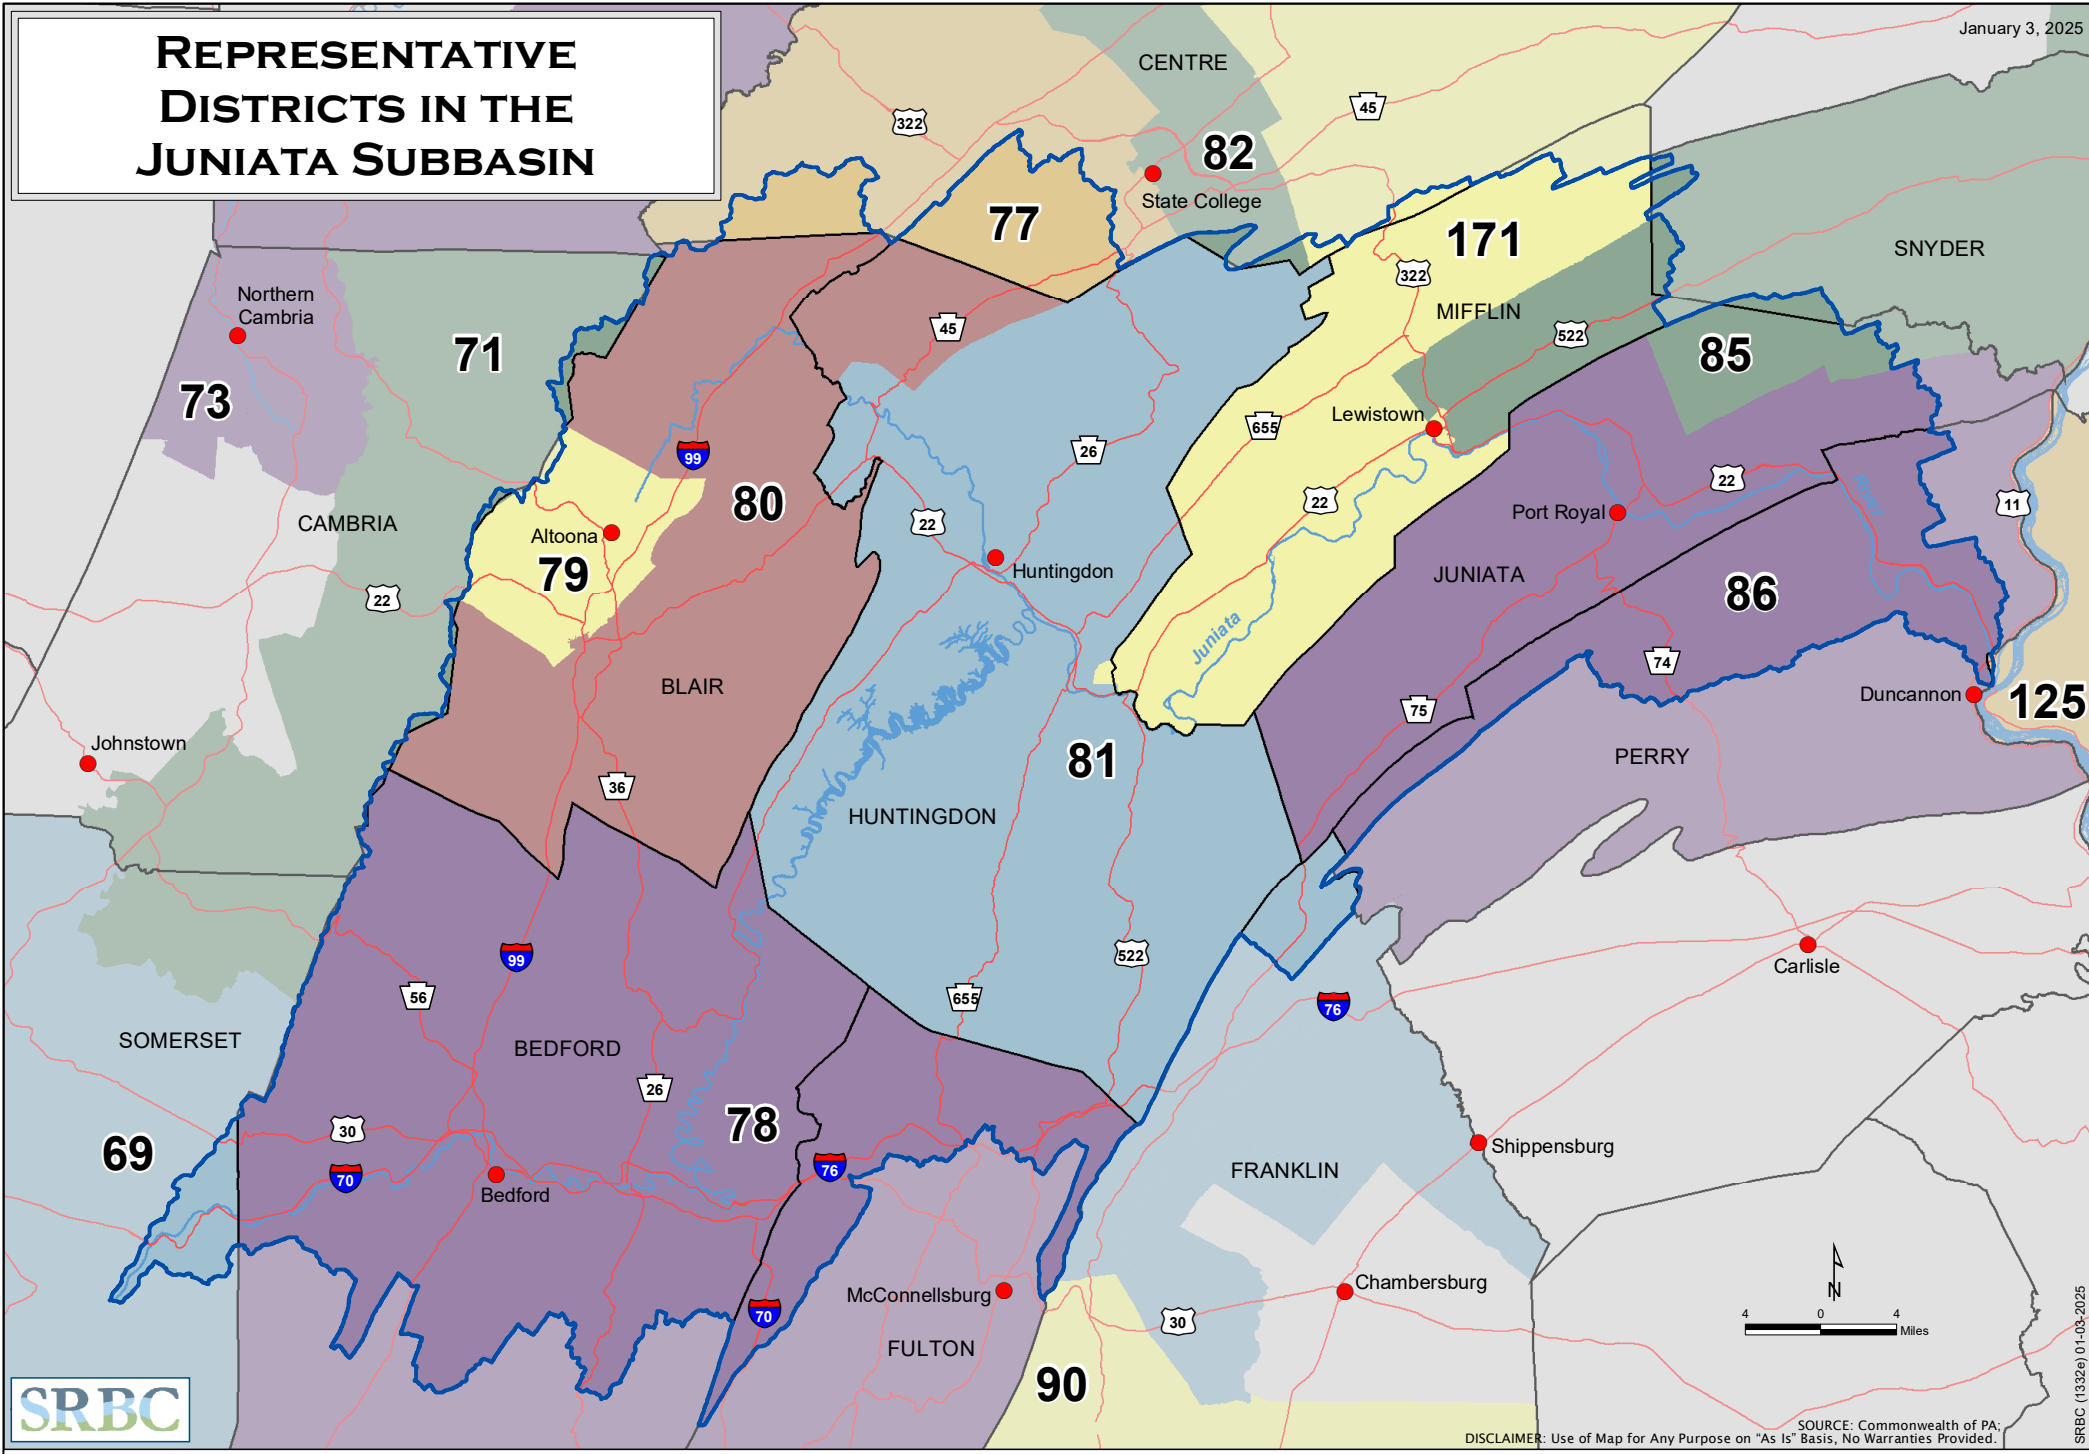 REPRESENTATIVE
DISTRICTS IN THE
JUNIATA SUBBASIN
January 3, 2025
CENTRE
45
322
82
State College
77
171
SNYDER
322
MIFFLIN
Northern
Cambria
71
45
522
85
73
Lewistown
655
26
99
80
22
22
River
11
CAMBRIA
Altoona
22
Port Royal
79
Huntingdon
JUNIATA
86
22
Juniata
74
BLAIR
Duncannon
125
75
Johnstown
81
PERRY
36
HUNTINGDON
99
522
Carlisle
56
655
76
SOMERSET
BEDFORD
26
78
30
69
76
Shippensburg
70
FRANKLIN
Bedford
McConnellsburg
Chambersburg
70
30
N
4 0 4
Miles
FULTON
90
SRBC
SOURCE: Commonwealth of PA;
DISCLAIMER: Use of Map for Any Purpose on "As Is" Basis, No Warranties Provided.
SRBC (1332e) 01-03-2025